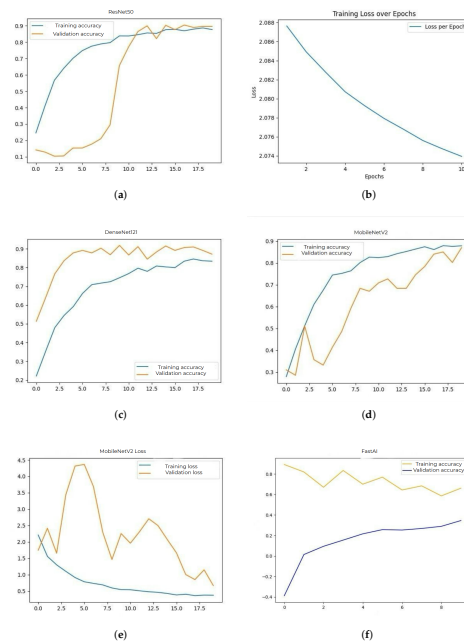 ResNet50
Training accuracy
Validation accuracy
0.9
0.8
0.7
0.6
0.5
0.4
0.3
0.2
0.1
0.0 2.5 5.0 7.5 10.0 12.5 15.0 17.5
(a)
Training Loss over Epochs
Loss per Epochs
2.088
2.086
2.084
2.082
2.080
2.078
2.076
2.074
Loss
2 4 6 8 10
Epochs
(b)
DenseNet121
0.9
0.8
0.7
0.6
0.5
0.4
0.3
0.2
Training accuracy
Validation accuracy
0.0 2.5 5.0 7.5 10.0 12.5 15.0 17.5
(c)
MobileNetV2
Training accuracy
Validation accuracy
0.9
0.8
0.7
0.6
0.5
0.4
0.3
0.0 2.5 5.0 7.5 10.0 12.5 15.0 17.5
(d)
MobileNetV2 Loss
Training loss
Validation loss
4.5
4.0
3.5
3.0
2.5
2.0
1.5
1.0
0.5
0.0 2.5 5.0 7.5 10.0 12.5 15.0 17.5
(e)
FastAI
Training accuracy
Validation accuracy
0.8
0.6
0.4
0.2
0.0
−0.2
−0.4
0 2 4 6 8
(f)